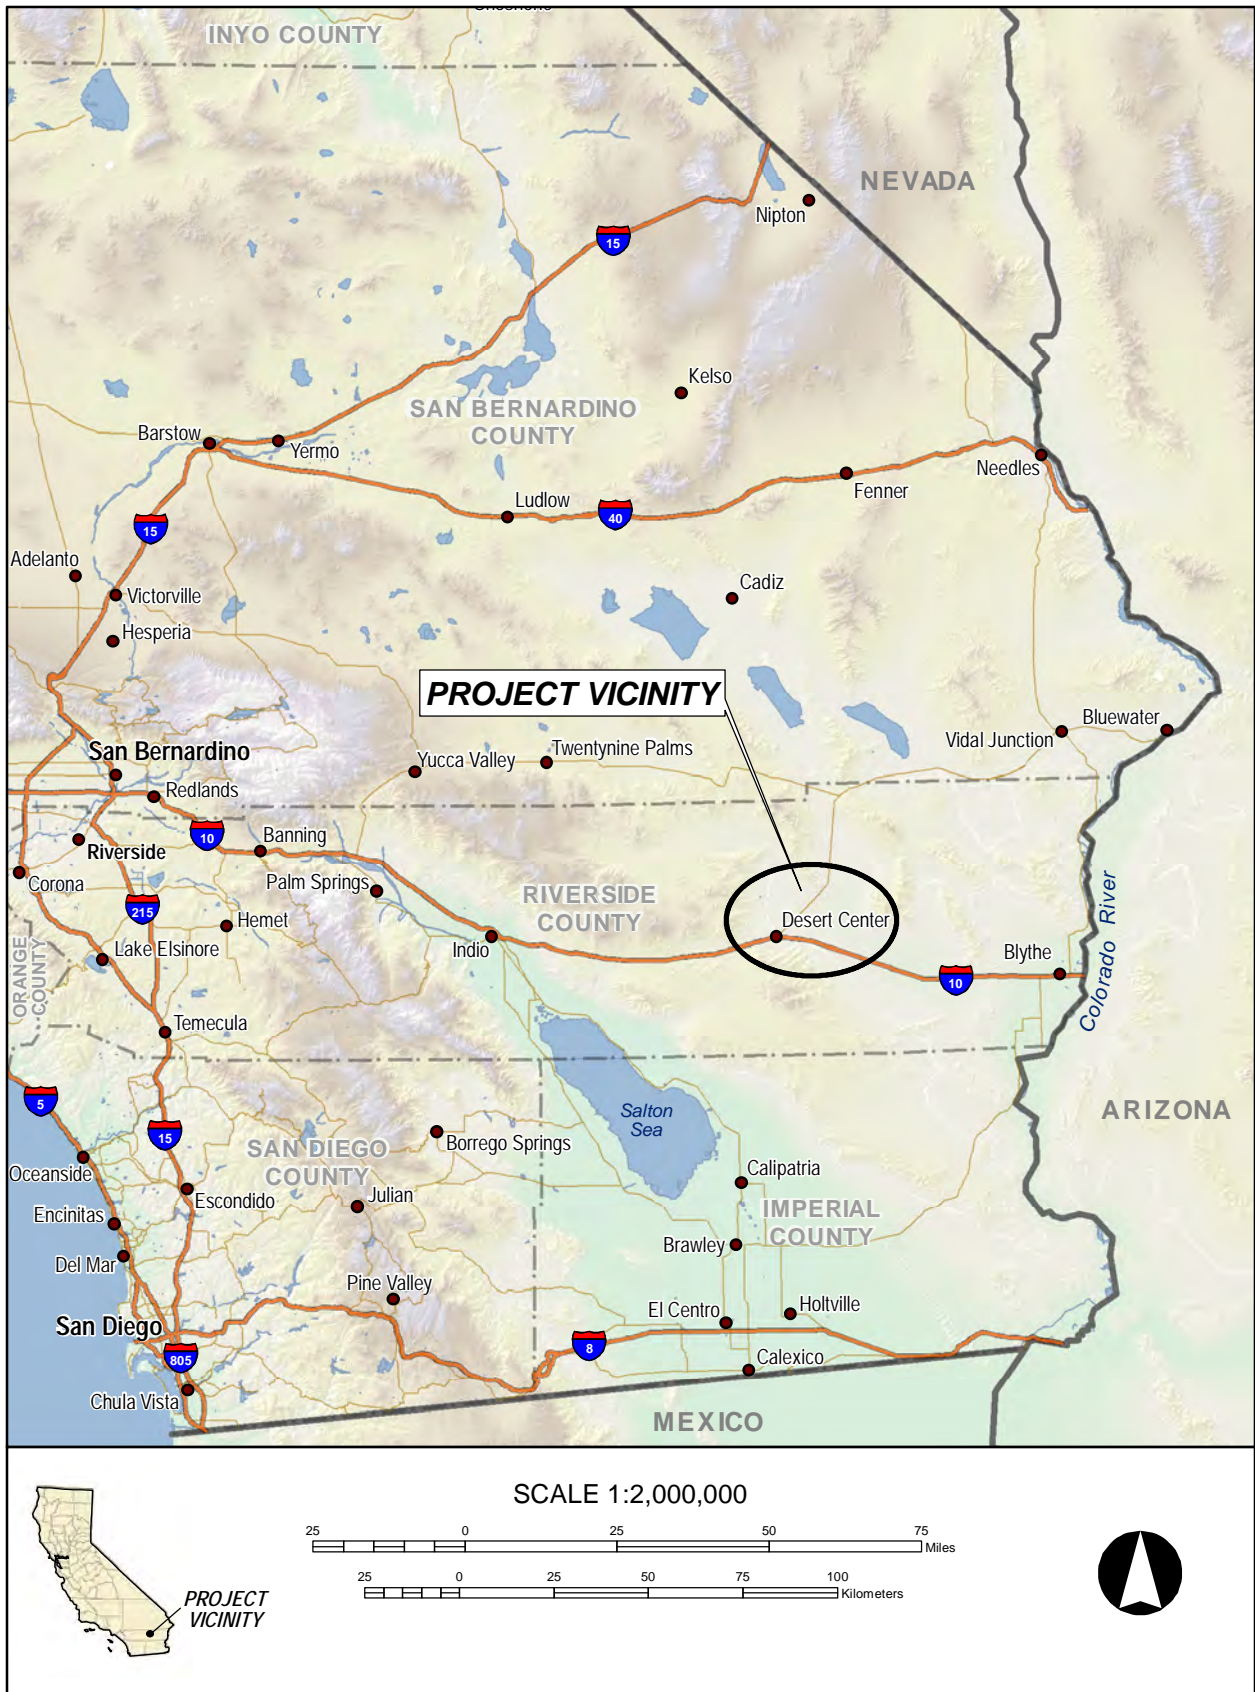 INYO COUNTY
NEVADA
Nipton
15
Kelso
SAN BERNARDINO
COUNTY
Barstow
Yermo
Needles
Fenner
Ludlow
40
15
Adelanto
Cadiz
Victorville
Hesperia
PROJECT VICINITY
Bluewater
Vidal Junction
San Bernardino
Twentynine Palms
Yucca Valley
Redlands
10
Banning
Riverside
Corona
Palm Springs
RIVERSIDE
COUNTY
215
Hemet
Desert Center
Lake Elsinore
Indio
Blythe
10
Colorado River
ORANGE
COUNTY
Temecula
5
Salton
Sea
ARIZONA
15
SAN DIEGO
COUNTY
Borrego Springs
Oceanside
Calipatria
Escondido
Julian
IMPERIAL
COUNTY
Encinitas
Brawley
Del Mar
Pine Valley
El Centro
Holtville
San Diego
8
805
Calexico
Chula Vista
MEXICO
SCALE 1:2,000,000
25 0 25 50 75
Miles
25 0 25 50 75 100
Kilometers
PROJECT
VICINITY